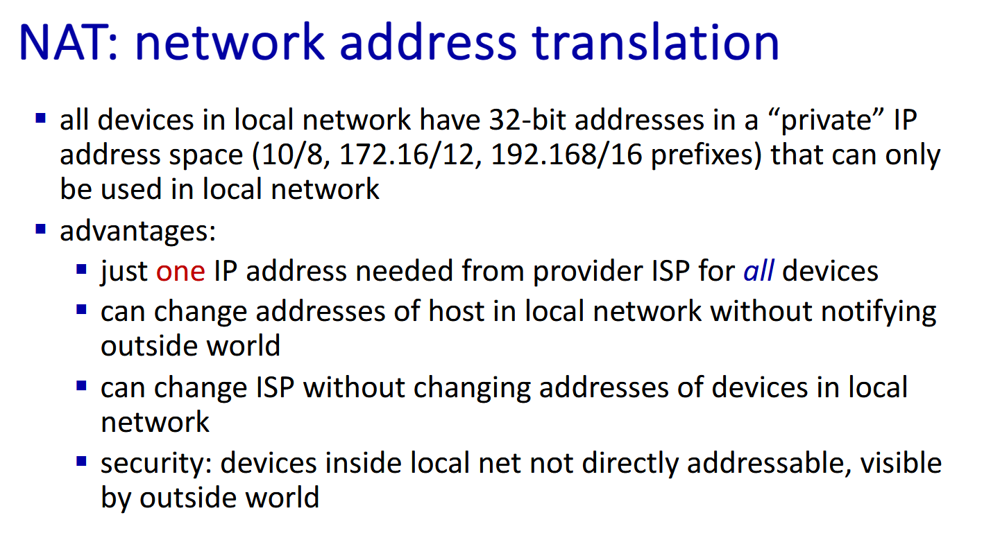 NAT: network address translation
▪ all devices in local network have 32-bit addresses in a “private” IP
address space (10/8, 172.16/12, 192.168/16 prefixes) that can only
be used in local network
▪ advantages:
▪ just one IP address needed from provider ISP for all devices
▪ can change addresses of host in local network without notifying
outside world
▪ can change ISP without changing addresses of devices in local
network
▪ security: devices inside local net not directly addressable, visible
by outside world